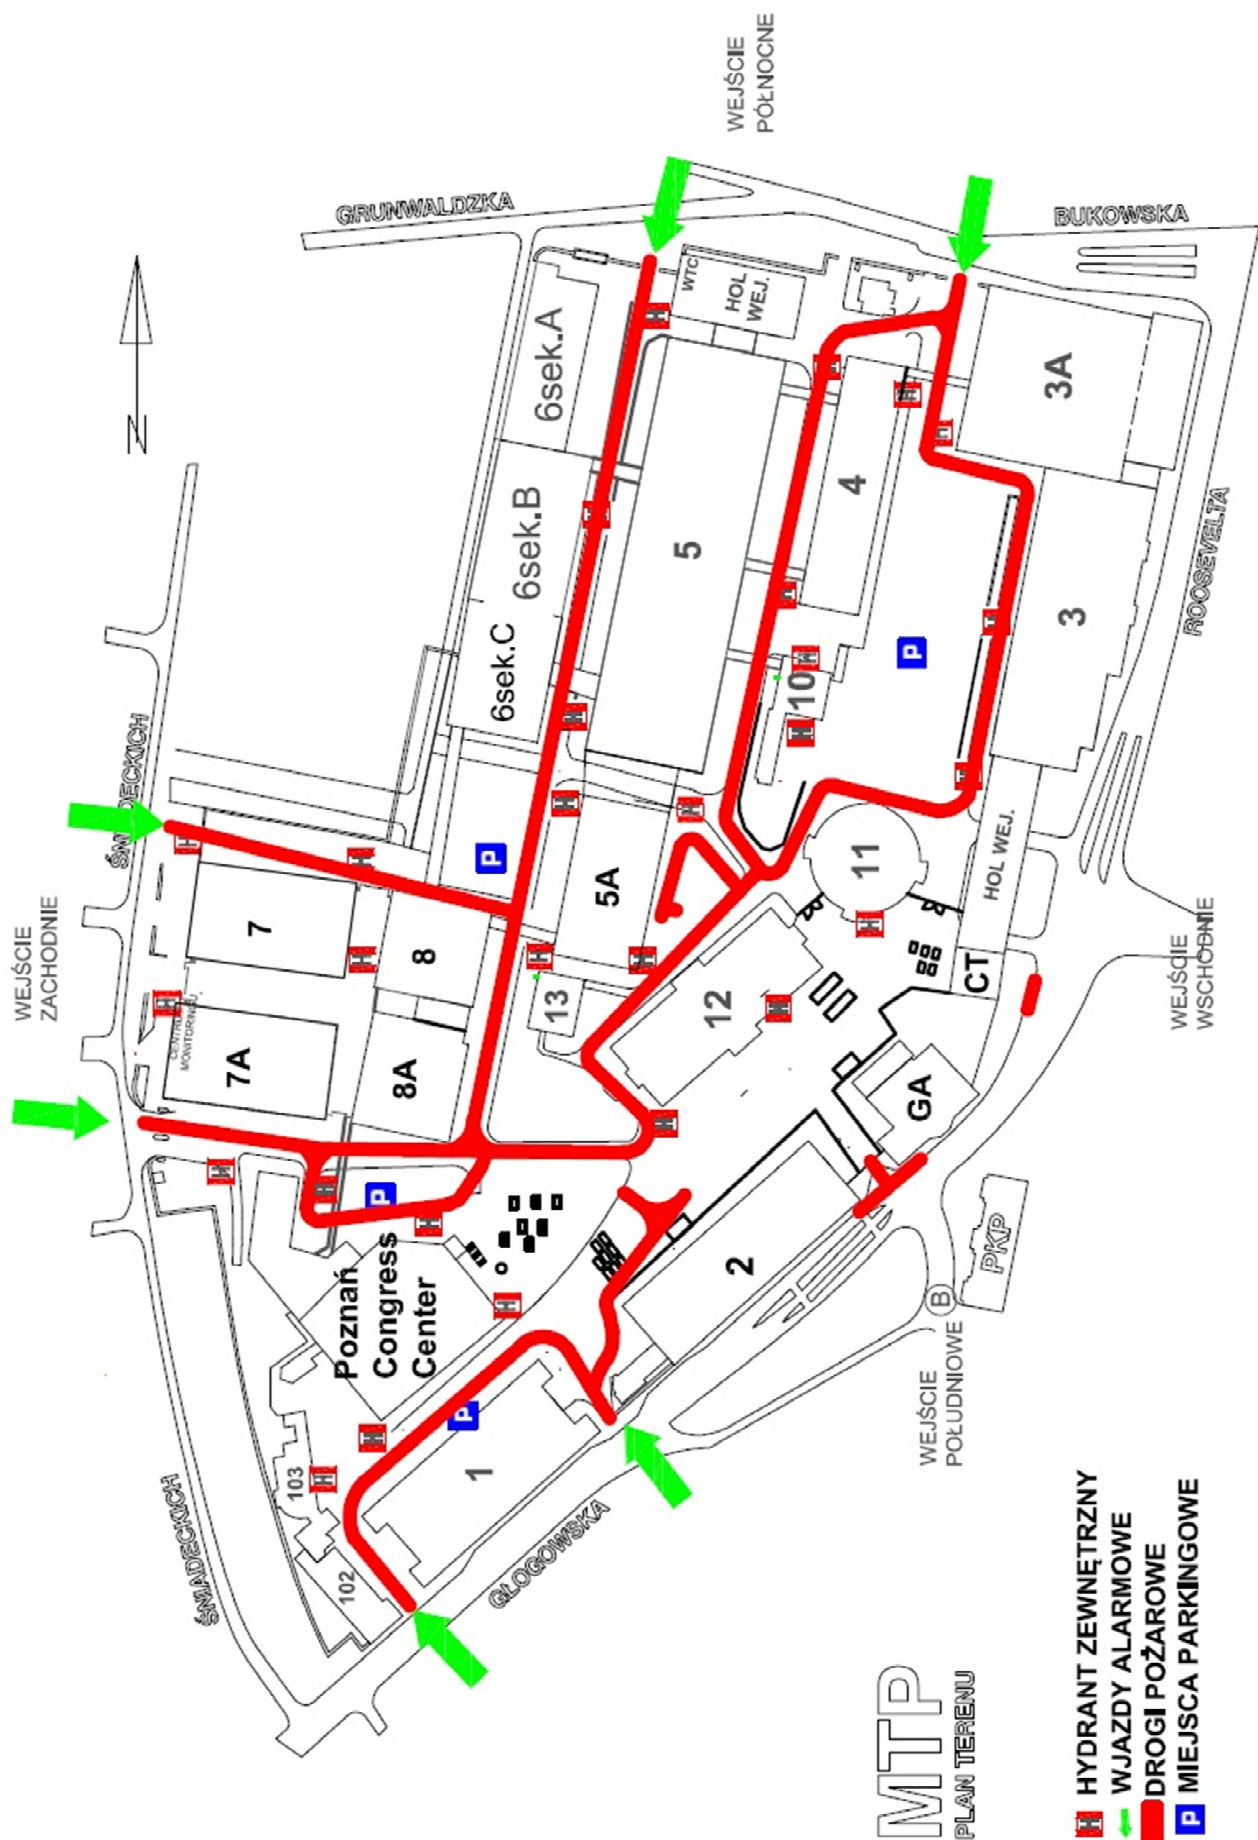 WEJŚCIE
PÓŁNOCNE
GRUNWALDZKA
BUKOWSKA
N
WTC
HOL
WEJ.
6sek.A
6sek.B
6sek.C
3A
4
5
3
ROOSEVELTA
P
10
ŚNIADECKICH
P
5A
11
HOL WEJ.
WEJŚCIE
ZACHODNIE
7
8
13
12
CT
WEJŚCIE
WSCHODNIE
CENTRUM
MONITORINGU
7A
8A
GA
P
PKP
Poznań
Congress
Center
2
B
WEJŚCIE
POŁUDNIOWE
P
1
103
102
ŚNIADECKICH
GŁOGOWSKA
MTP
PLAN TERENU
H HYDRANT ZEWNĘTRZNY
WJAZDY ALARMOWE
DROGI POŻAROWE
P MIEJSCA PARKINGOWE